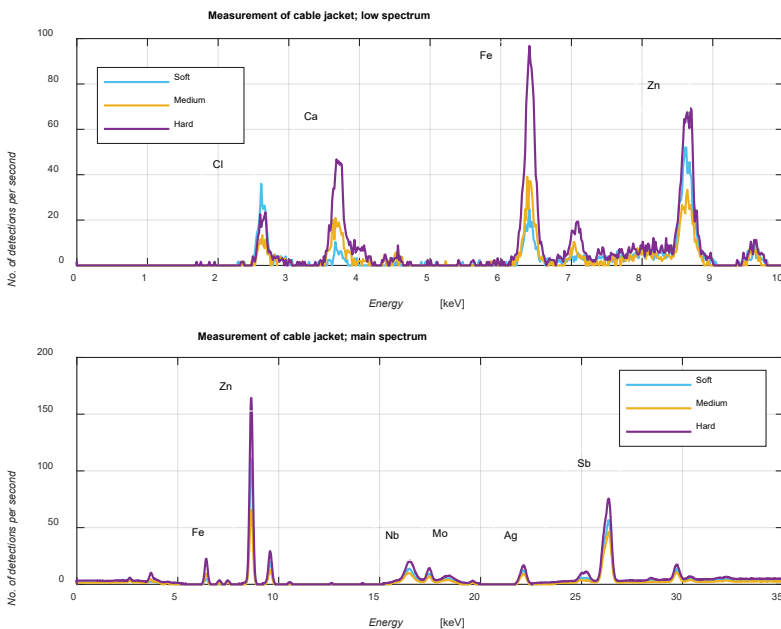 Measurement of cable jacket; low spectrum
100
80
60
40
20
0
No. of detections per second
Soft
Medium
Hard
Cl
Ca
Fe
Zn
0 1 2 3 4 5 6 7 8 9 10
Energy [keV]
Measurement of cable jacket; main spectrum
200
150
100
50
0
No. of detections per second
Zn
Fe
Nb
Mo
Ag
Sb
Soft
Medium
Hard
0 5 10 15 20 25 30 35
Energy [keV]